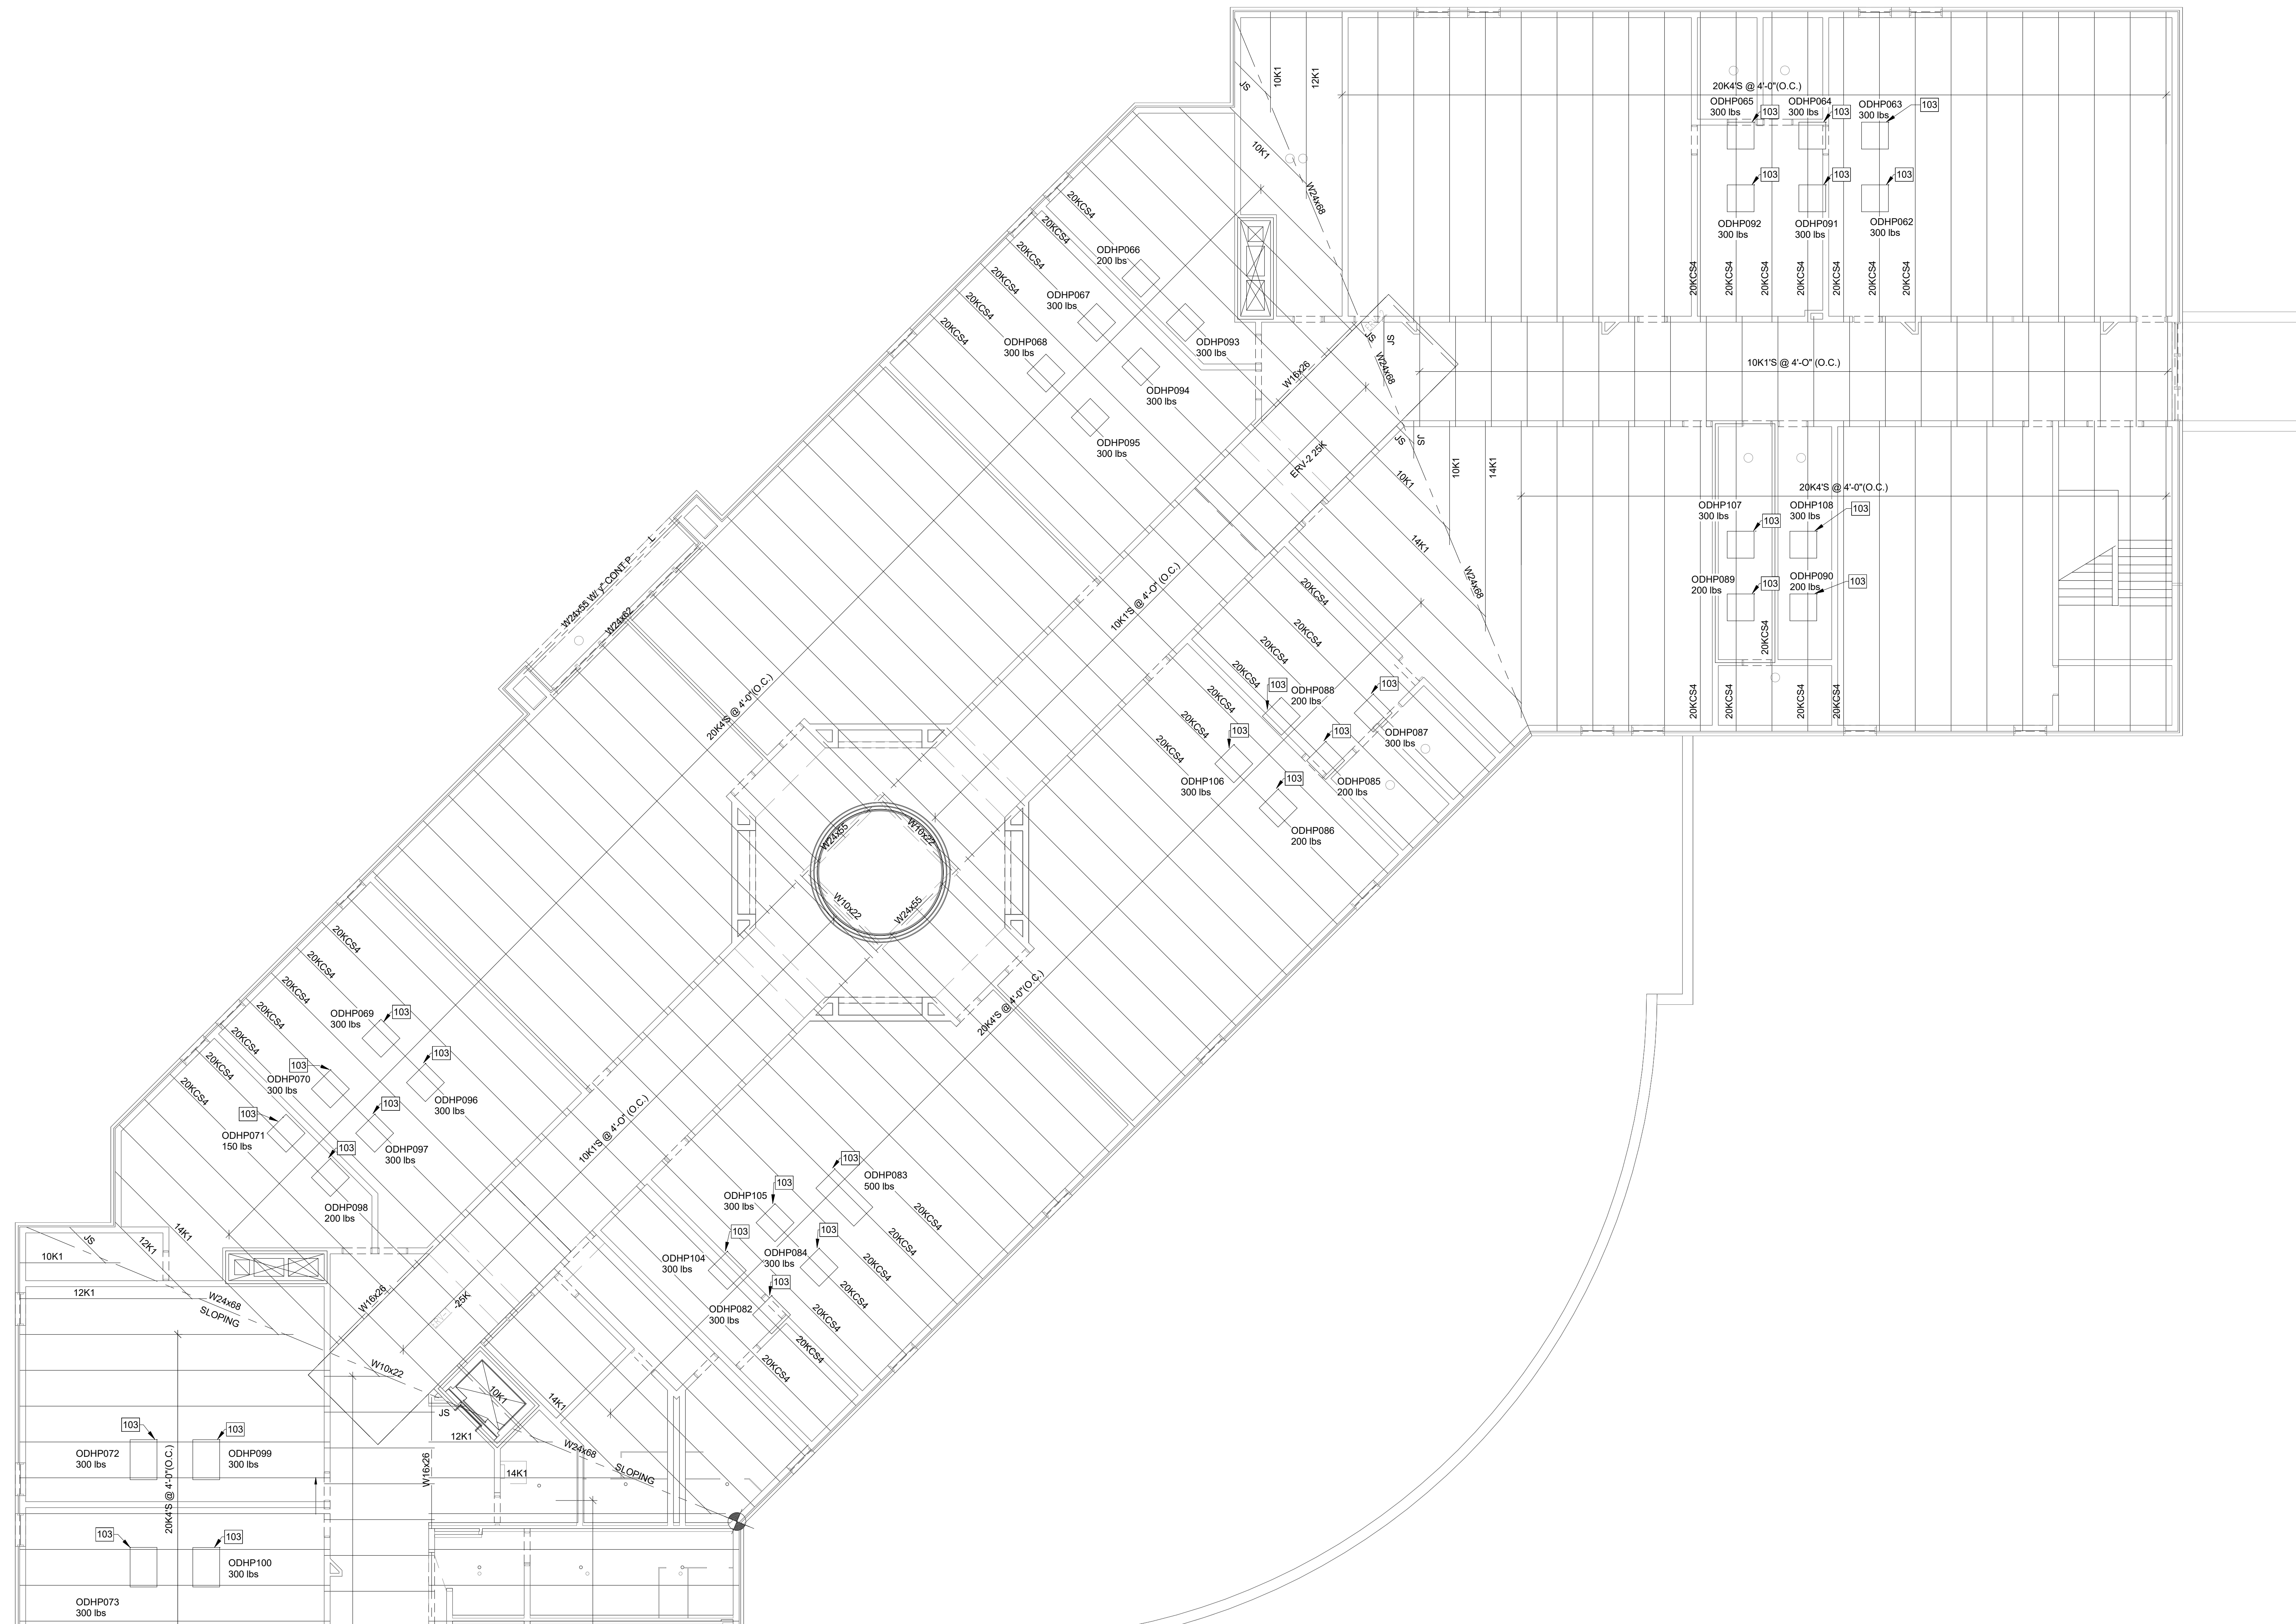 10K1
12K1
JS
20K4'S @ 4'-0"(O.C.)
ODHP065
300 lbs
103
ODHP064
300 lbs
103
ODHP063
300 lbs
103
10K1
W24x68
103
103
103
ODHP092
300 lbs
ODHP091
300 lbs
ODHP062
300 lbs
20KCS4
20KCS4
20KCS4
20KCS4
20KCS4
20KCS4
20KCS4
20KCS4
20KCS4
20KCS4
20KCS4
20KCS4
20KCS4
ODHP066
200 lbs
ODHP067
300 lbs
ODHP068
300 lbs
ODHP093
300 lbs
ODHP094
300 lbs
ODHP095
300 lbs
JS
JS
W24x68
W16x26
10K1'S @ 4'-O" (O.C.)
ERV-2 25K
JS
JS
10K1
10K1
14K1
14K1
W24x68
20K4'S @ 4'-0"(O.C.)
ODHP107
300 lbs
103
ODHP108
300 lbs
103
ODHP089
200 lbs
103
ODHP090
200 lbs
103
20KCS4
20KCS4
20KCS4
20KCS4
20KCS4
W24x55 W/ y" CONT P L
W24x62
10K1'S @ 4'-O" (O.C.)
20K4'S @ 4'-0"(O.C.)
20KCS4
20KCS4
20KCS4
20KCS4
20KCS4
20KCS4
20KCS4
103
ODHP088
200 lbs
103
ODHP087
300 lbs
103
103
ODHP106
300 lbs
ODHP085
200 lbs
103
ODHP086
200 lbs
W24x55
W10x22
W10x22
W24x55
20K4'S @ 4'-0"(O.C.)
20KCS4
20KCS4
20KCS4
20KCS4
20KCS4
20KCS4
20KCS4
ODHP069
300 lbs
103
103
ODHP070
300 lbs
103
ODHP096
300 lbs
103
ODHP071
150 lbs
103
ODHP097
300 lbs
103
ODHP098
200 lbs
10K1'S @ 4'-O" (O.C.)
103
ODHP083
500 lbs
ODHP105
300 lbs
103
103
ODHP104
300 lbs
103
ODHP084
300 lbs
103
ODHP082
300 lbs
20KCS4
20KCS4
20KCS4
20KCS4
20KCS4
20KCS4
20KCS4
10K1
JS
12K1
14K1
12K1
W24x68
SLOPING
W16x26
-25K
W10x22
10K1
JS
12K1
14K1
14K1
W24x68
SLOPING
W16x26
103
ODHP072
300 lbs
103
ODHP099
300 lbs
20K4'S @ 4'-0"(O.C.)
103
103
ODHP100
300 lbs
ODHP073
300 lbs